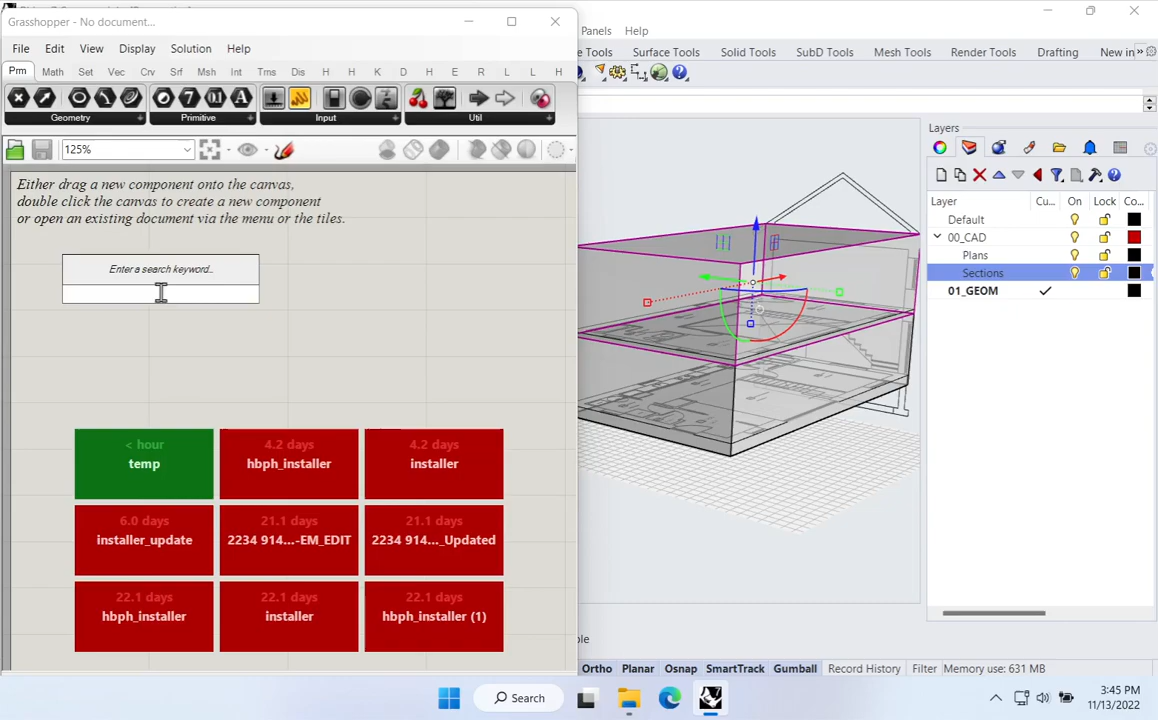 Grasshopper - No document...
File Edit View Display Solution Help
Panels Help
e Tools Surface Tools Solid Tools SubD Tools Mesh Tools Render Tools Drafting New in
Prm Math Set Vec Crv Srf Msh Int Trns Dis H H K D H E R L L H
Geometry Primitive Input Util
125%
Either drag a new component onto the canvas,
double click the canvas to create a new component
or open an existing document via the menu or the tiles.
Enter a search keyword...
< hour
temp
4.2 days
hbph_installer
4.2 days
installer
6.0 days
installer_update
21.1 days
2234 914...-EM_EDIT
21.1 days
2234 914..._Updated
22.1 days
hbph_installer
22.1 days
installer
22.1 days
hbph_installer (1)
Layers
Layer Cu... On Lock Co...
Default
00_CAD
Plans
Sections
01_GEOM
ple
Ortho Planar Osnap SmartTrack Gumball Record History Filter Memory use: 631 MB
Search
3:45 PM
11/13/2022